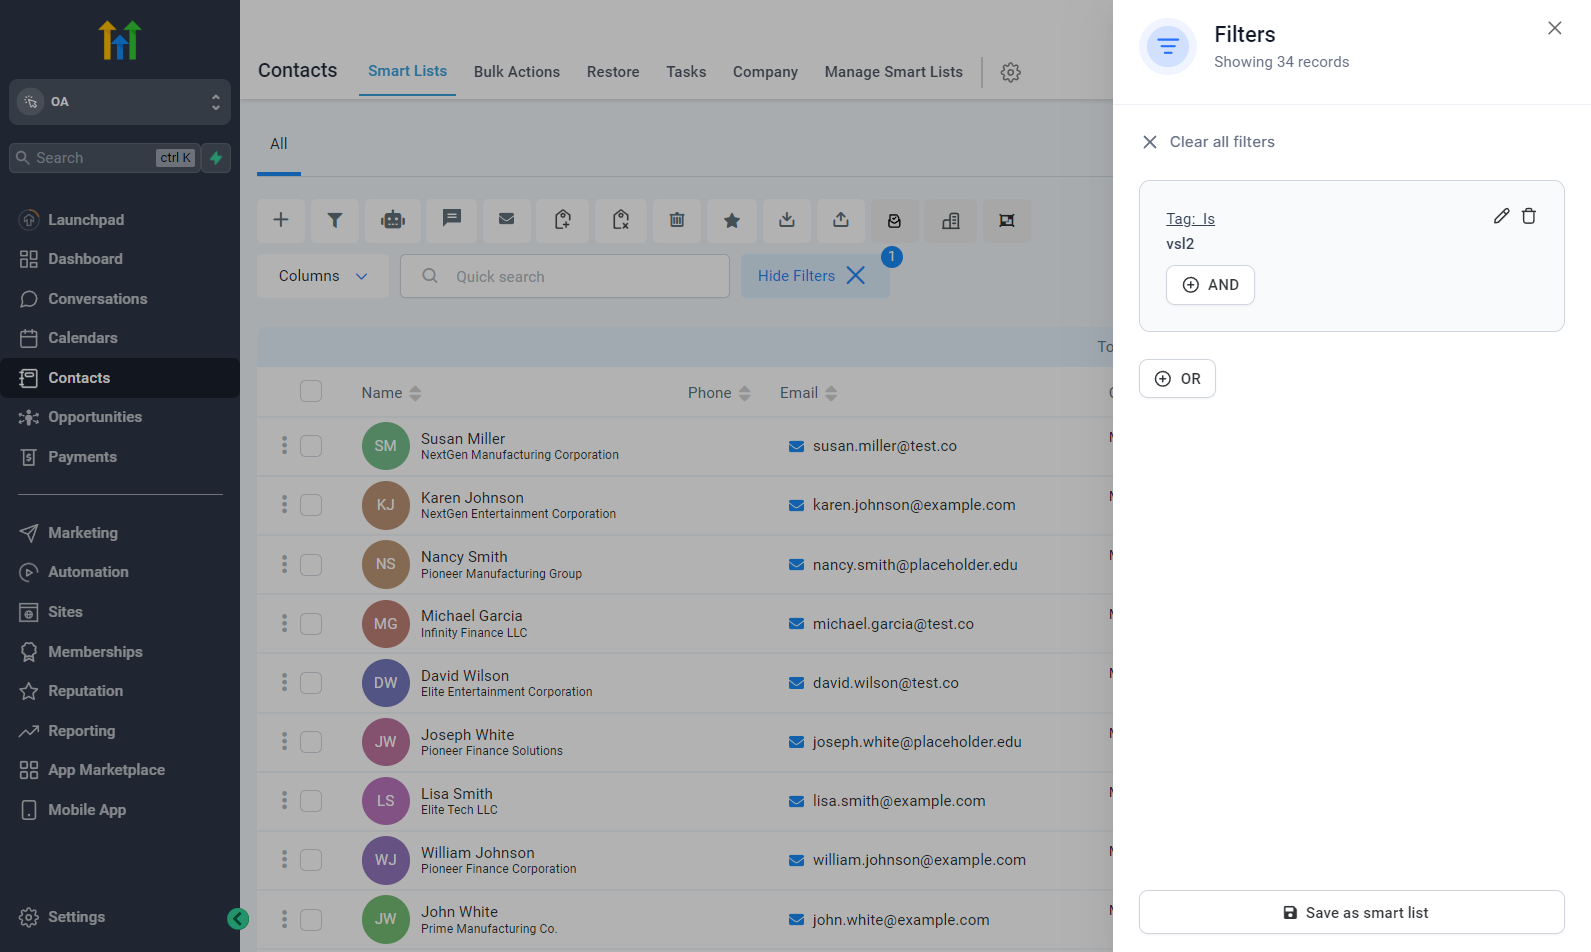 OA
Search
ctrl K
Launchpad
Dashboard
Conversations
Calendars
Contacts
Opportunities
Payments
Marketing
Automation
Sites
Memberships
Reputation
Reporting
App Marketplace
Mobile App
Settings
Contacts
Smart Lists
Bulk Actions
Restore
Tasks
Company
Manage Smart Lists
All
Columns
Quick search
Hide Filters
1
To
Name
Phone
Email
SM
Susan Miller
NextGen Manufacturing Corporation
susan.miller@test.co
KJ
Karen Johnson
NextGen Entertainment Corporation
karen.johnson@example.com
NS
Nancy Smith
Pioneer Manufacturing Group
nancy.smith@placeholder.edu
MG
Michael Garcia
Infinity Finance LLC
michael.garcia@test.co
DW
David Wilson
Elite Entertainment Corporation
david.wilson@test.co
JW
Joseph White
Pioneer Finance Solutions
joseph.white@placeholder.edu
LS
Lisa Smith
Elite Tech LLC
lisa.smith@example.com
WJ
William Johnson
Pioneer Finance Corporation
william.johnson@example.com
JW
John White
Prime Manufacturing Co.
john.white@example.com
Filters
Showing 34 records
Clear all filters
Tag: Is
vsl2
AND
OR
Save as smart list